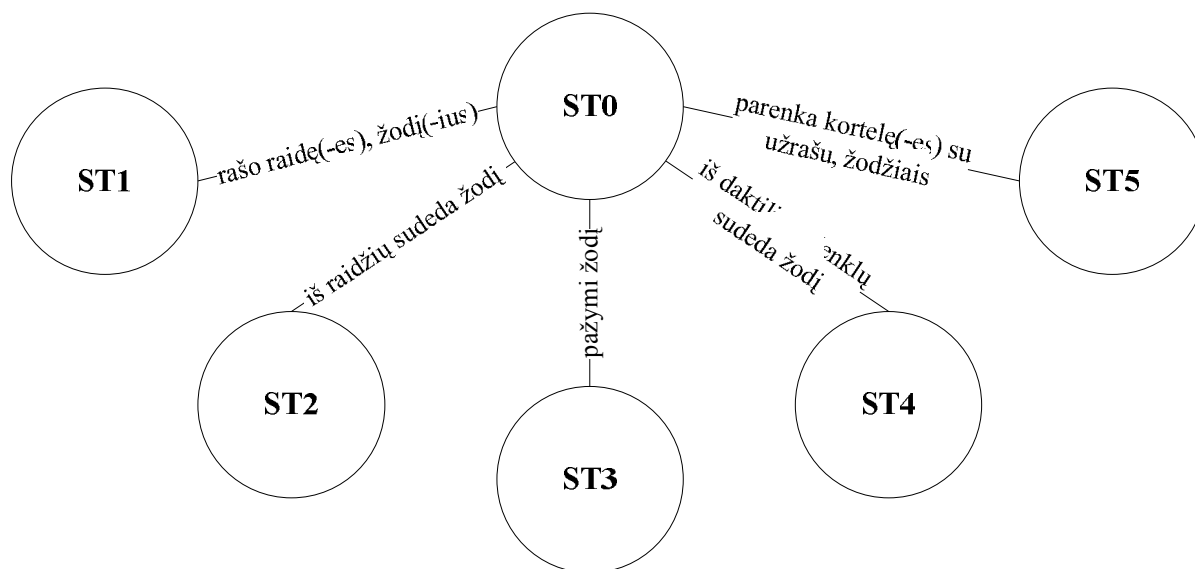 ST0
ST1
rašo raidę(-es), žodį(-ius)
parenka kortelę(-es) su
užrašu, žodžiais
ST5
iš raidžių sudeda žodį
pažymi žodį
iš
sudeda žodį
ST2
ST4
ST3